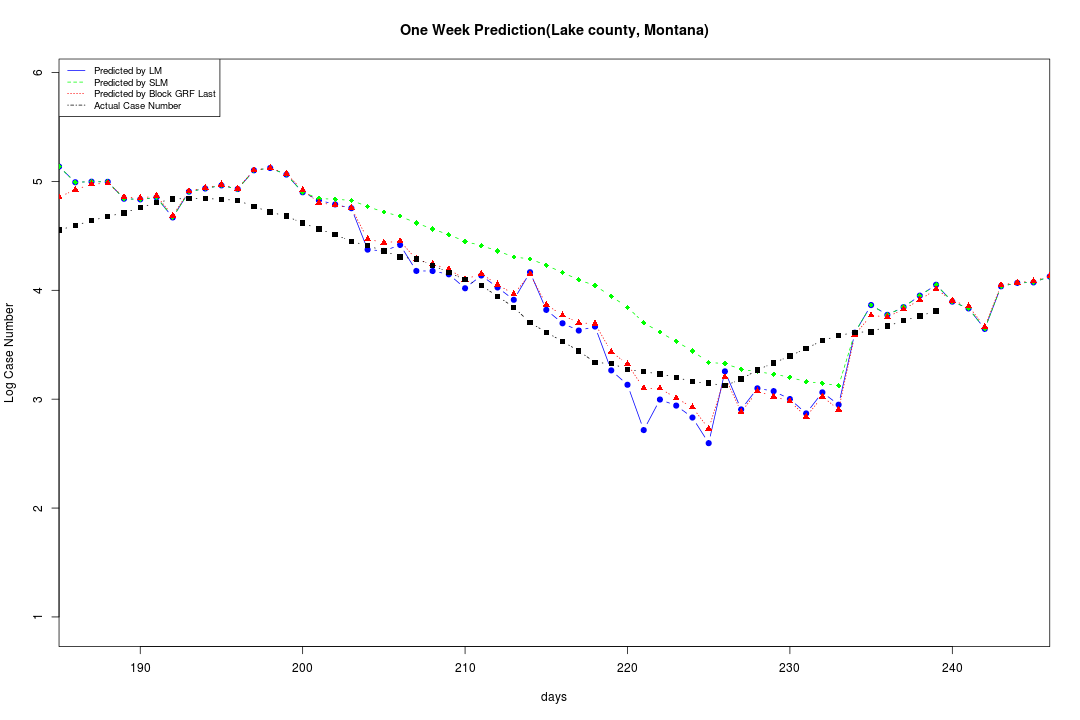 One Week Prediction(Lake county, Montana)
Predicted by LM
Predicted by SLM
Predicted by Block GRF Last
Actual Case Number
Log Case Number
6
5
4
3
2
1
190 200 210 220 230 240
days